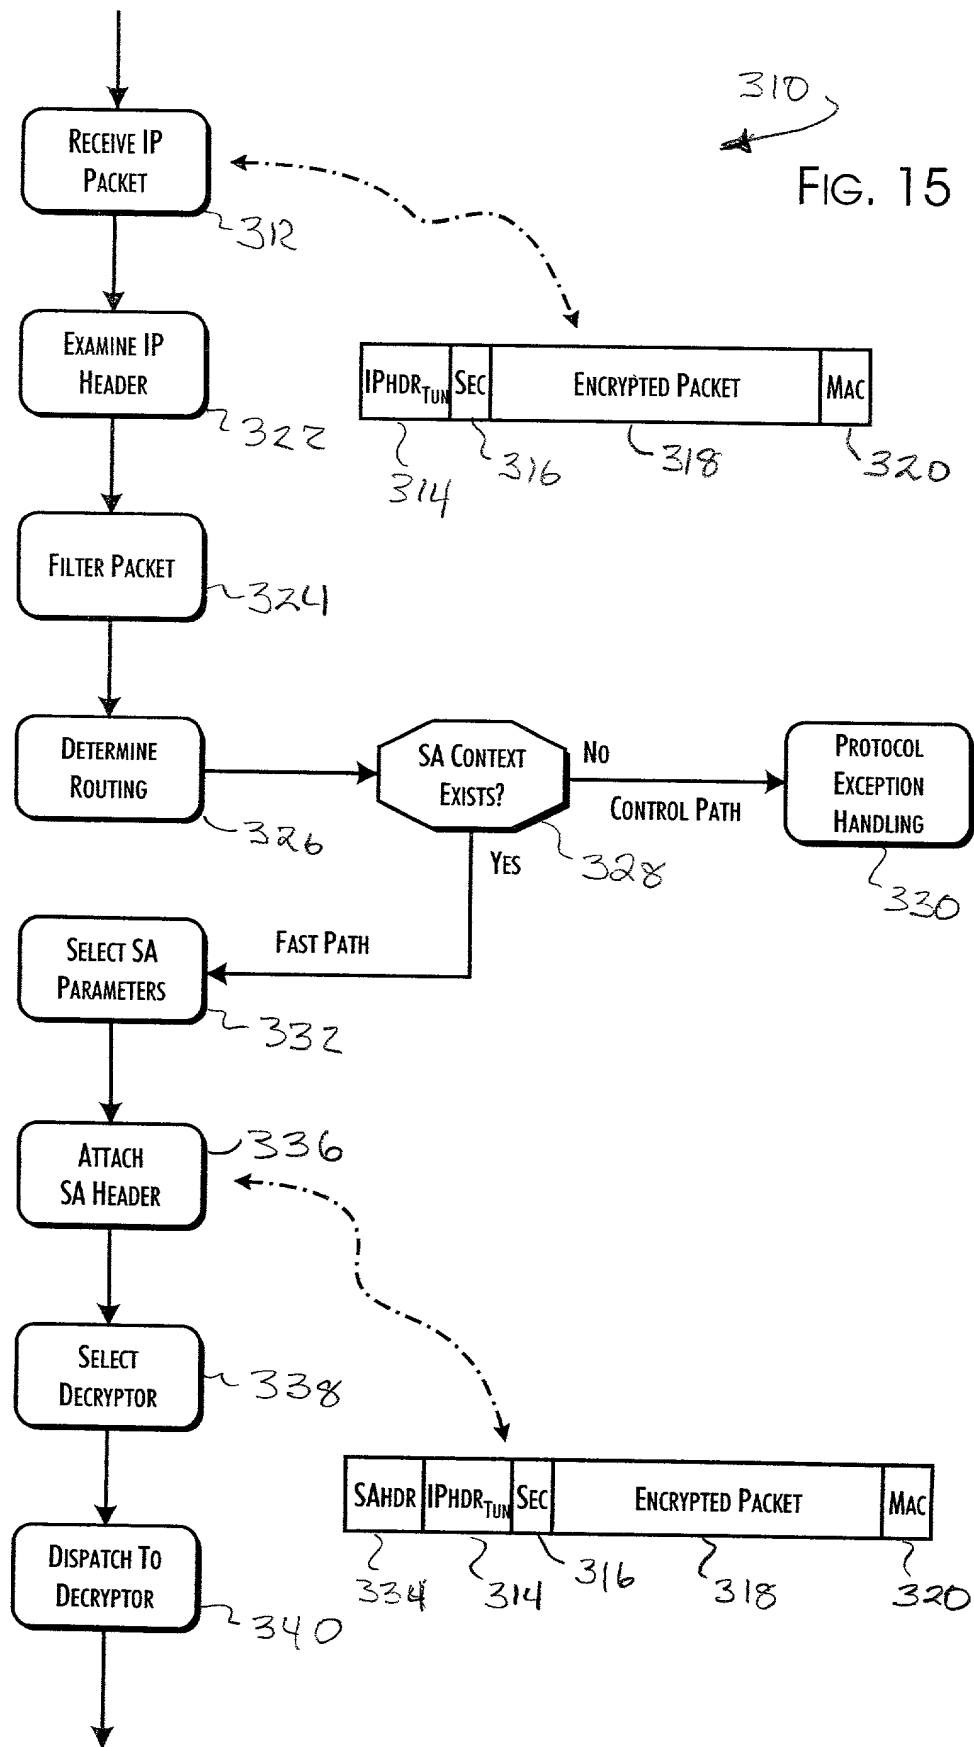 310
FIG. 15
RECEIVE IP
PACKET
312
EXAMINE IP
HEADER
322
IPHDRTUN SEC ENCRYPTED PACKET MAC
314 316 318 320
FILTER PACKET
324
DETERMINE
ROUTING
326
SA CONTEXT
EXISTS?
328
NO
CONTROL PATH
PROTOCOL
EXCEPTION
HANDLING
330
YES
FAST PATH
SELECT SA
PARAMETERS
332
ATTACH
SA HEADER
336
SELECT
DECRYPTOR
338
SAHDR IPHDRTUN SEC ENCRYPTED PACKET MAC
334 314 316 318 320
DISPATCH TO
DECRYPTOR
340